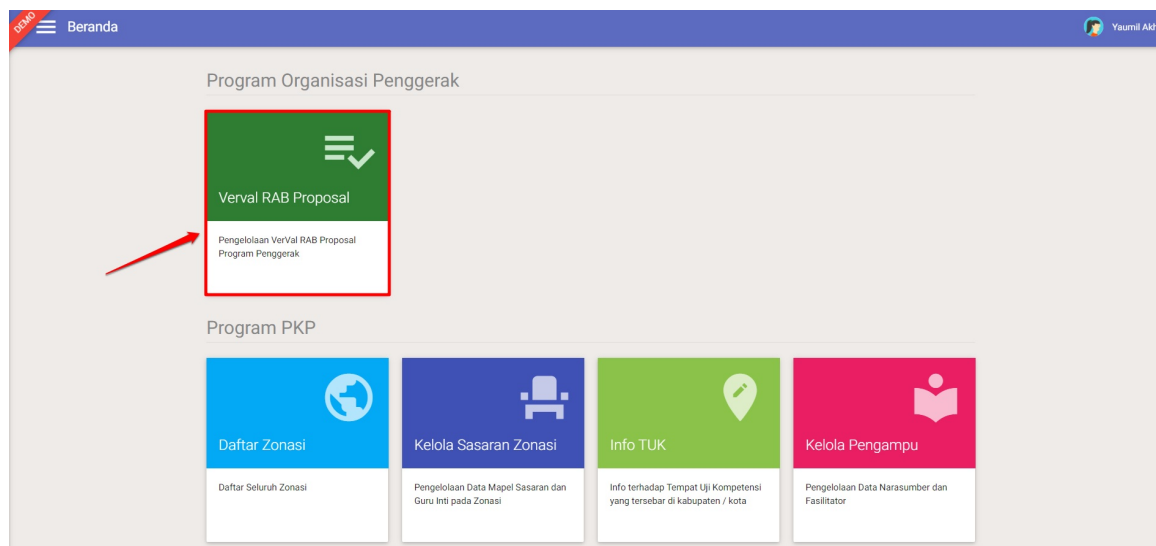 DEMO
Beranda
Yaumil Akh
Program Organisasi Penggerak
Verval RAB Proposal
Pengelolaan VerVal RAB Proposal
Program Penggerak
Program PKP
Daftar Zonasi
Daftar Seluruh Zonasi
Kelola Sasaran Zonasi
Pengelolaan Data Mapel Sasaran dan
Guru Inti pada Zonasi
Info TUK
Info terhadap Tempat Uji Kompetensi
yang tersebar di kabupaten / kota
Kelola Pengampu
Pengelolaan Data Narasumber dan
Fasilitator